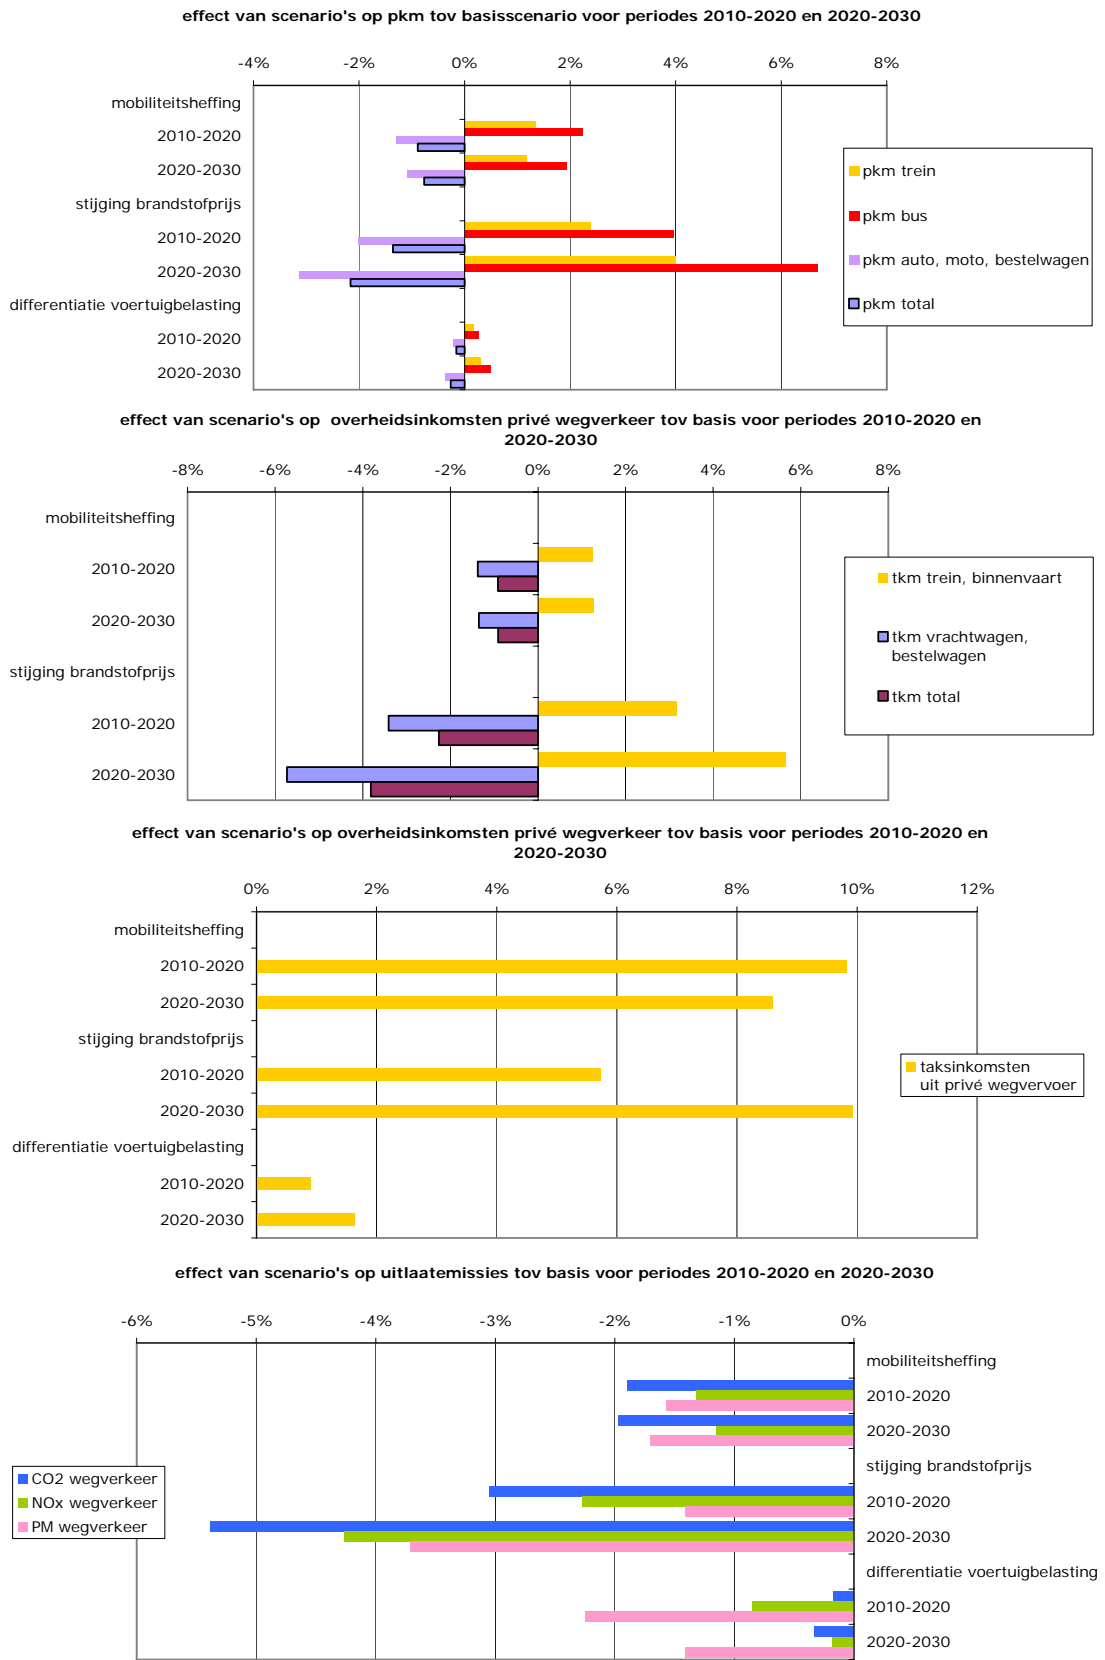 effect van scenario's op pkm tov basisscenario voor periodes 2010-2020 en 2020-2030
-4% -2% 0% 2% 4% 6% 8%
mobiliteitsheffing
2010-2020
2020-2030
stijging brandstofprijs
2010-2020
2020-2030
differentiatie voertuigbelasting
2010-2020
2020-2030
pkm trein
pkm bus
pkm auto, moto, bestelwagen
pkm total
effect van scenario's op overheidsinkomsten privé wegverkeer tov basis voor periodes 2010-2020 en
2020-2030
-8% -6% -4% -2% 0% 2% 4% 6% 8%
mobiliteitsheffing
2010-2020
2020-2030
stijging brandstofprijs
2010-2020
2020-2030
tkm trein, binnenvaart
tkm vrachtwagen,
bestelwagen
tkm total
effect van scenario's op overheidsinkomsten privé wegverkeer tov basis voor periodes 2010-2020 en
2020-2030
0% 2% 4% 6% 8% 10% 12%
mobiliteitsheffing
2010-2020
2020-2030
stijging brandstofprijs
2010-2020
2020-2030
differentiatie voertuigbelasting
2010-2020
2020-2030
taksinkomsten
uit privé wegvervoer
effect van scenario's op uitlaatemissies tov basis voor periodes 2010-2020 en 2020-2030
-6% -5% -4% -3% -2% -1% 0%
mobiliteitsheffing
2010-2020
2020-2030
stijging brandstofprijs
2010-2020
2020-2030
differentiatie voertuigbelasting
2010-2020
2020-2030
CO2 wegverkeer
NOx wegverkeer
PM wegverkeer